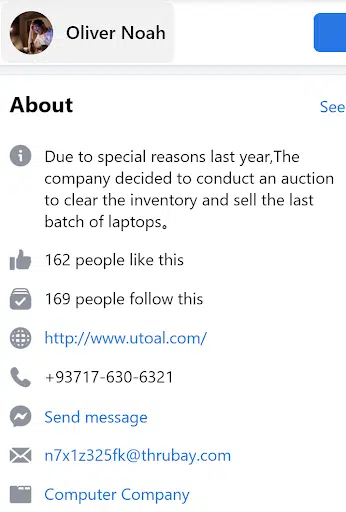 Oliver Noah
About
See
Due to special reasons last year,The
company decided to conduct an auction
to clear the inventory and sell the last
batch of laptops。
162 people like this
169 people follow this
http://www.utoal.com/
+93717-630-6321
Send message
n7x1z325fk@thrubay.com
Computer Company